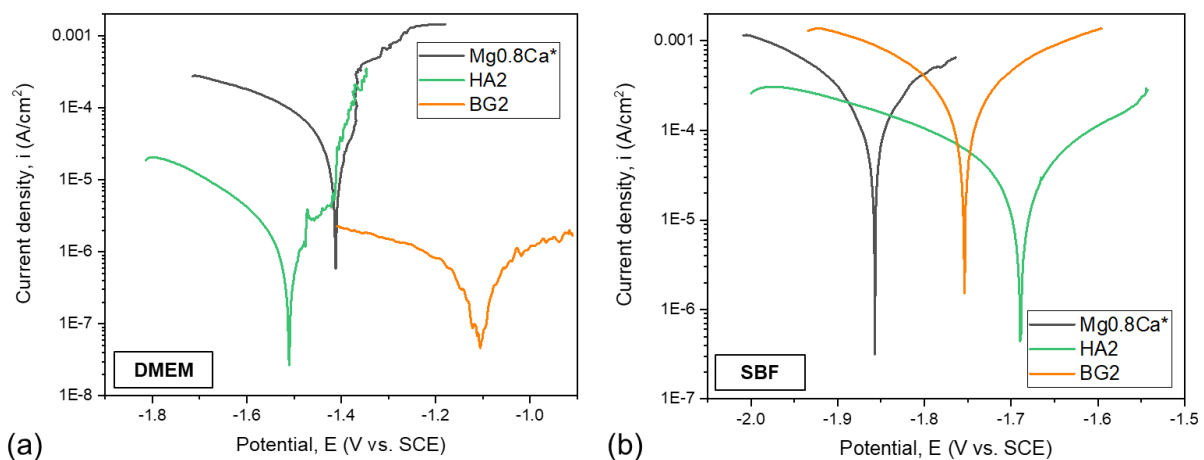 0.001
1E-4
1E-5
1E-6
1E-7
1E-8
Current density, i (A/cm²)
Mg0.8Ca*
HA2
BG2
DMEM
-1.8 -1.6 -1.4 -1.2 -1.0
Potential, E (V vs. SCE)
(a)
0.001
1E-4
1E-5
1E-6
1E-7
Current density, i (A/cm²)
Mg0.8Ca*
HA2
BG2
SBF
-2.0 -1.9 -1.8 -1.7 -1.6 -1.5
Potential, E (V vs. SCE)
(b)